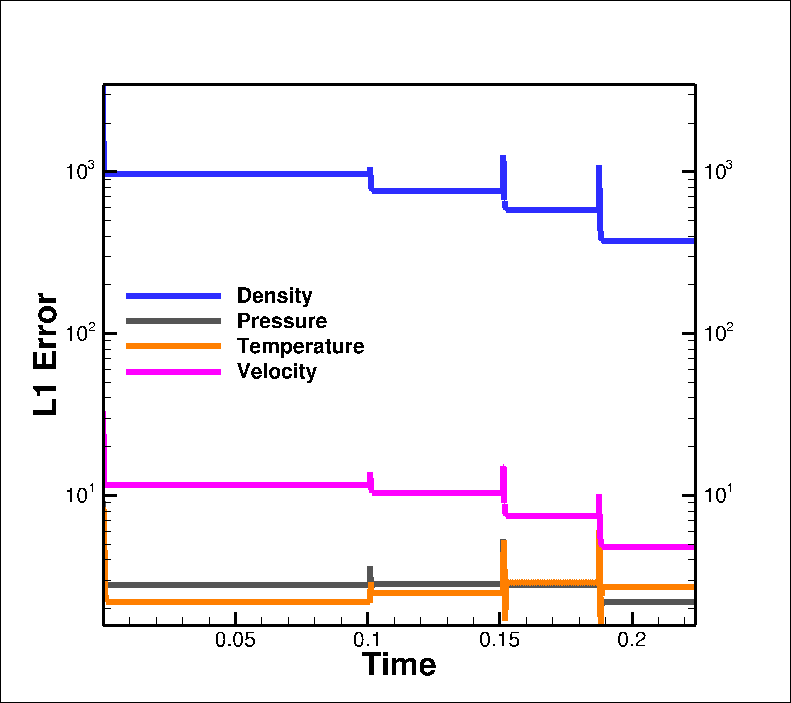 10³ 10³
Density
Pressure
Temperature
Velocity
L1 Error
10² 10²
10¹ 10¹
0.05 0.1 0.15 0.2
Time